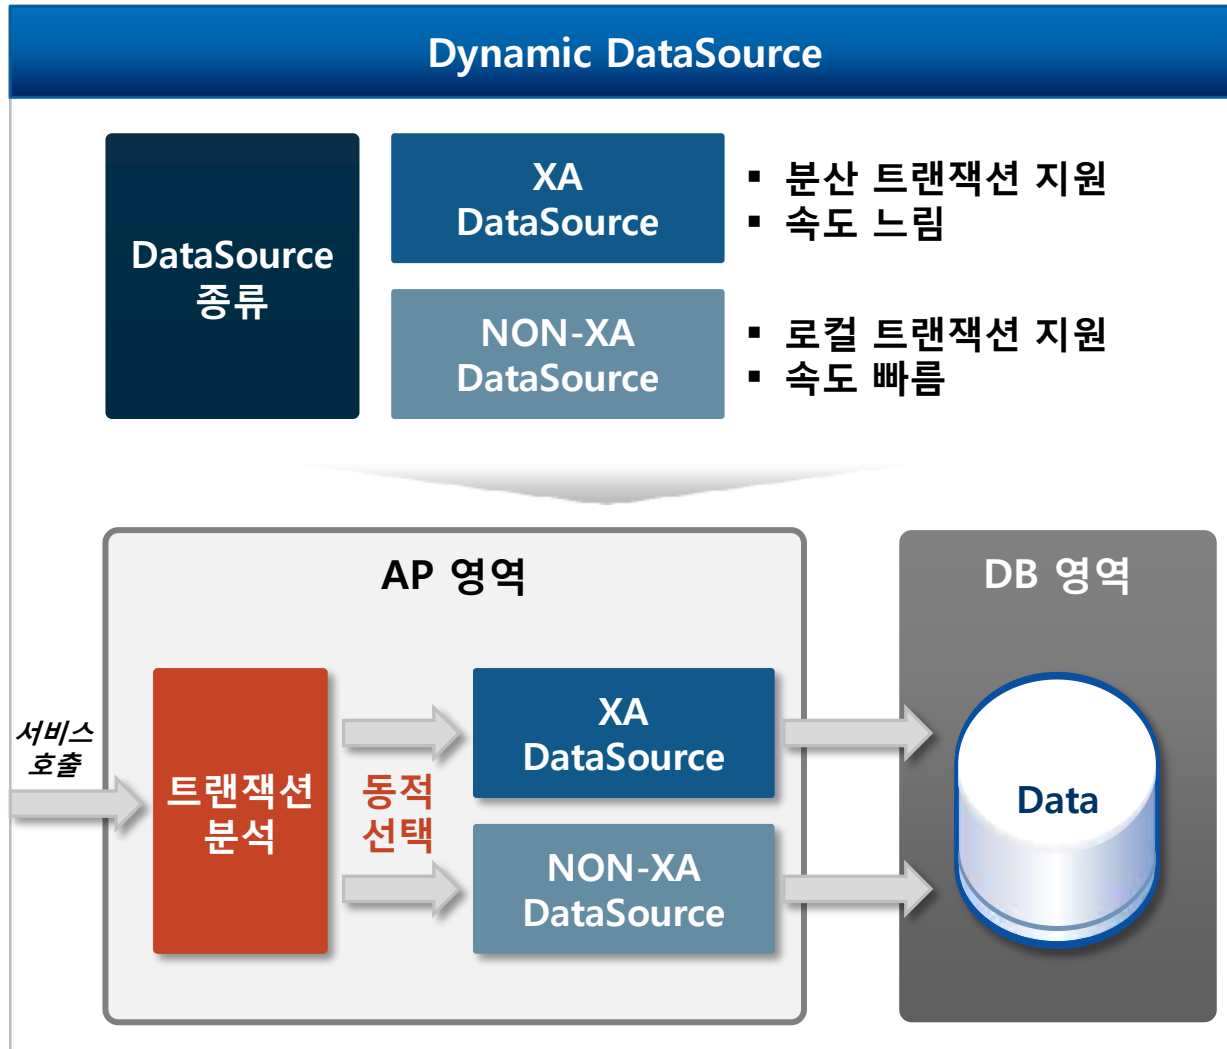 Dynamic DataSource
DataSource
종류
XA
DataSource
▪ 분산 트랜잭션 지원
▪ 속도 느림
NON-XA
DataSource
▪ 로컬 트랜잭션 지원
▪ 속도 빠름
AP 영역
DB 영역
서비스
호출
트랜잭션
분석
동적
선택
XA
DataSource
NON-XA
DataSource
Data